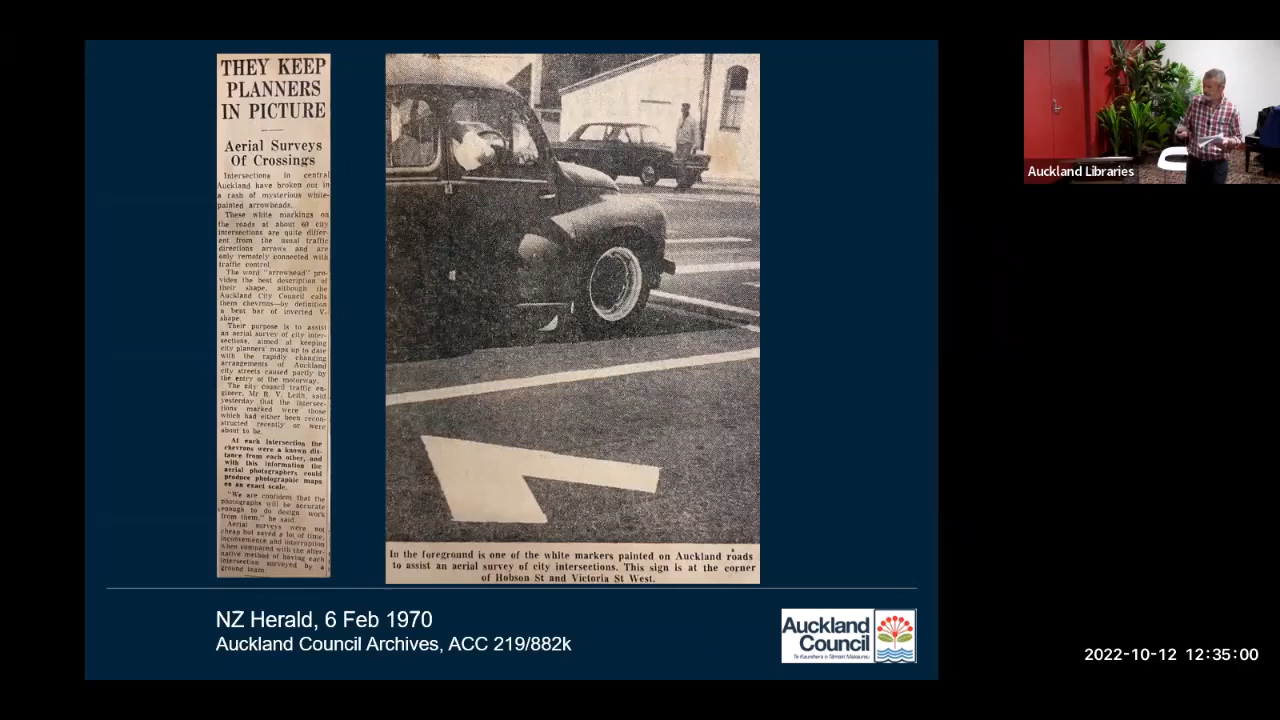 THEY KEEP
PLANNERS
IN PICTURE
Aerial Surveys
Of Crossings
Intersections in central
Auckland have broken out in
a rash of mysterious white-
painted arrowheads.
These white markings on
the roads at about 60 city
intersections are quite differ-
ent from the usual traffic
directions arrows and are
only remotely connected with
traffic control.
The word "arrowhead" pro-
vides the best description of
their shape, although the
Auckland City Council calls
them chevrons—by definition
a bent bar of inverted V-
shape.
Their purpose is to assist
an aerial survey of city inter-
sections, aimed at keeping
city planners' maps up to date
with the rapidly changing
arrangements of Auckland
city streets caused partly by
the entry of the motorway.
The city council traffic en-
gineer, Mr R. V. Leith, said
yesterday that the intersec-
tions marked were those
which had either been recon-
structed recently or were
about to be.
At each intersection the
chevrons were a known dis-
tance from each other, and
with this information the
aerial photographers could
produce photographic maps
on an exact scale.
"We are confident that the
photographs will be accurate
enough to do design work
from them," he said.
Aerial surveys were not
cheap but saved a lot of time,
inconvenience and interruption
when compared with the alter-
native method of having each
intersection surveyed by a
ground team.
In the foreground is one of the white markers painted on Auckland roads
to assist an aerial survey of city intersections. This sign is at the corner
of Hobson St and Victoria St West.
NZ Herald, 6 Feb 1970
Auckland Council Archives, ACC 219/882k
Auckland
Council
Te Kaunihera o Tāmaki Makaurau
Auckland Libraries
2022-10-12 12:35:00